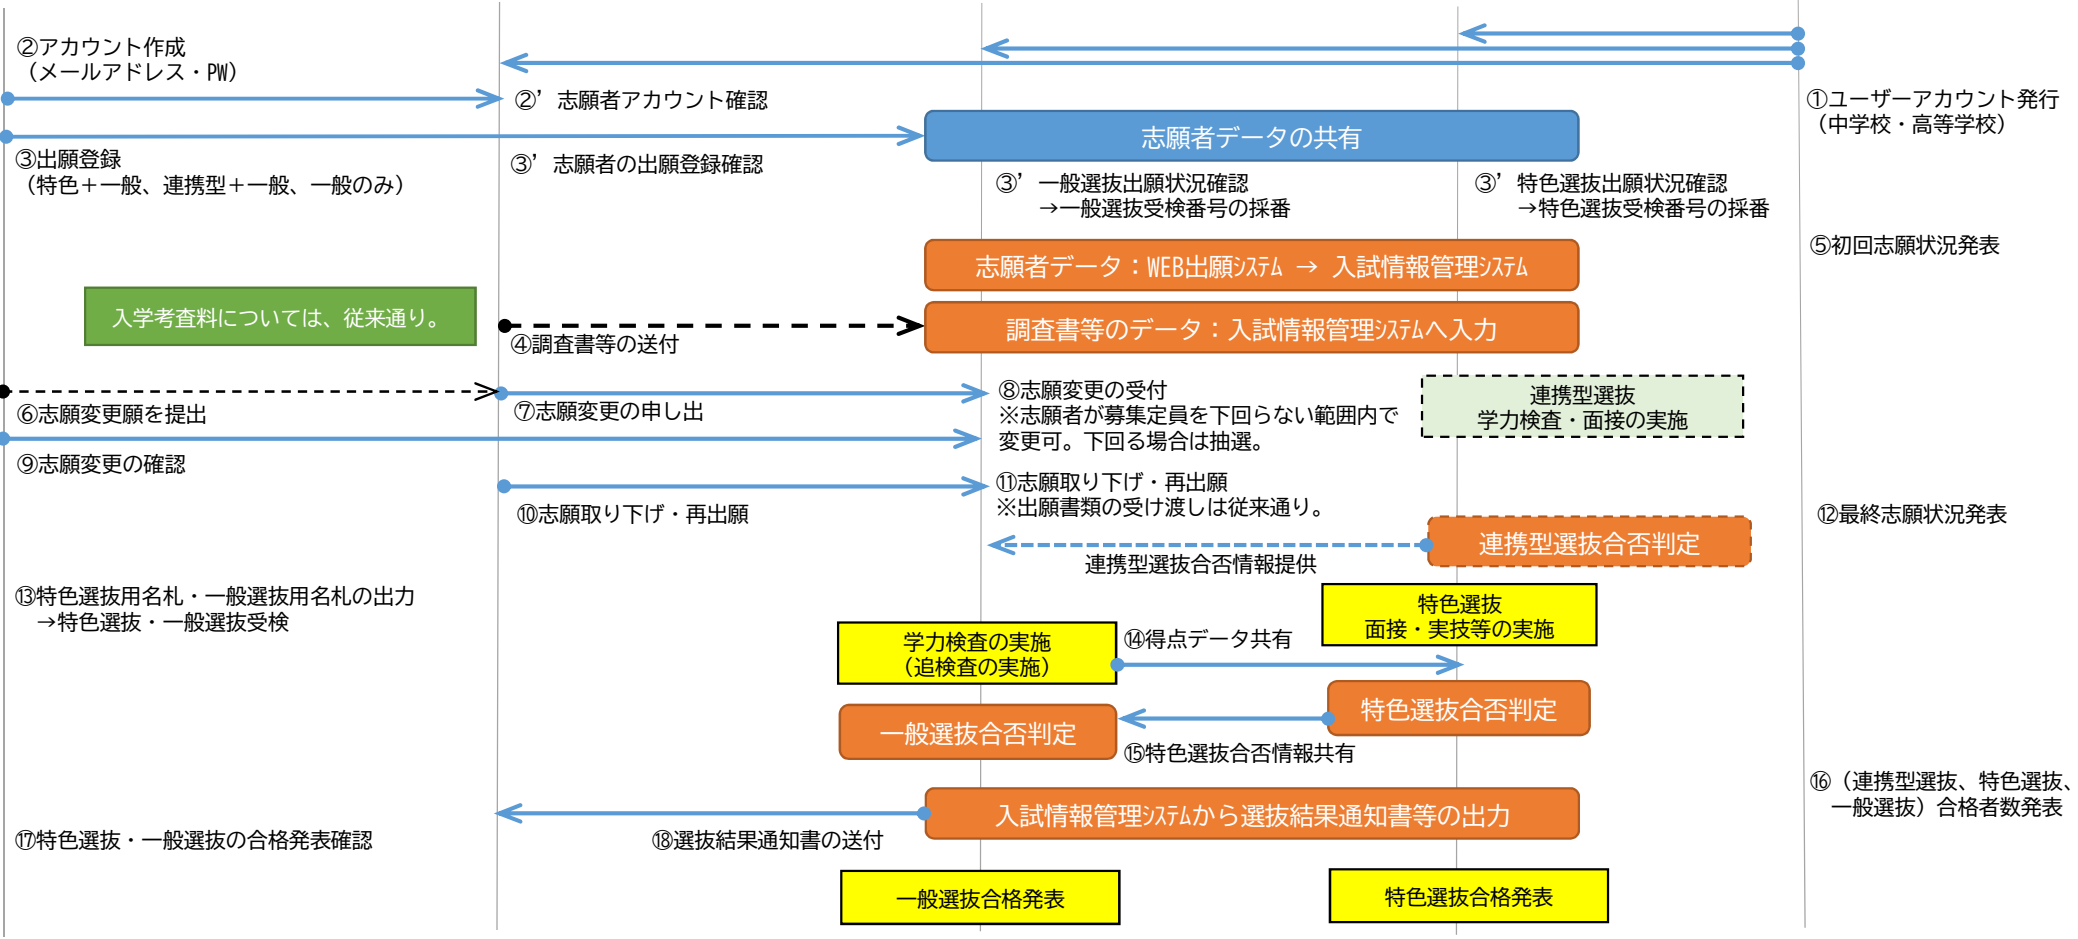 ②アカウント作成
（メールアドレス・PW）
②’志願者アカウント確認
①ユーザーアカウント発行
（中学校・高等学校）
志願者データの共有
③出願登録
（特色＋一般、連携型＋一般、一般のみ）
③’志願者の出願登録確認
③’一般選抜出願状況確認
→一般選抜受検番号の採番
③’特色選抜出願状況確認
→特色選抜受検番号の採番
⑤初回志願状況発表
志願者データ：WEB出願ｼｽﾃﾑ → 入試情報管理ｼｽﾃﾑ
入学考査料については、従来通り。
調査書等のデータ：入試情報管理ｼｽﾃﾑへ入力
④調査書等の送付
⑥志願変更願を提出
⑦志願変更の申し出
⑧志願変更の受付
※志願者が募集定員を下回らない範囲内で
変更可。下回る場合は抽選。
連携型選抜
学力検査・面接の実施
⑨志願変更の確認
⑩志願取り下げ・再出願
⑪志願取り下げ・再出願
※出願書類の受け渡しは従来通り。
⑫最終志願状況発表
連携型選抜合否判定
連携型選抜合否情報提供
⑬特色選抜用名札・一般選抜用名札の出力
→特色選抜・一般選抜受検
特色選抜
面接・実技等の実施
学力検査の実施
（追検査の実施）
⑭得点データ共有
特色選抜合否判定
一般選抜合否判定
⑮特色選抜合否情報共有
⑯（連携型選抜、特色選抜、
一般選抜）合格者数発表
入試情報管理ｼｽﾃﾑから選抜結果通知書等の出力
⑰特色選抜・一般選抜の合格発表確認
⑱選抜結果通知書の送付
一般選抜合格発表
特色選抜合格発表